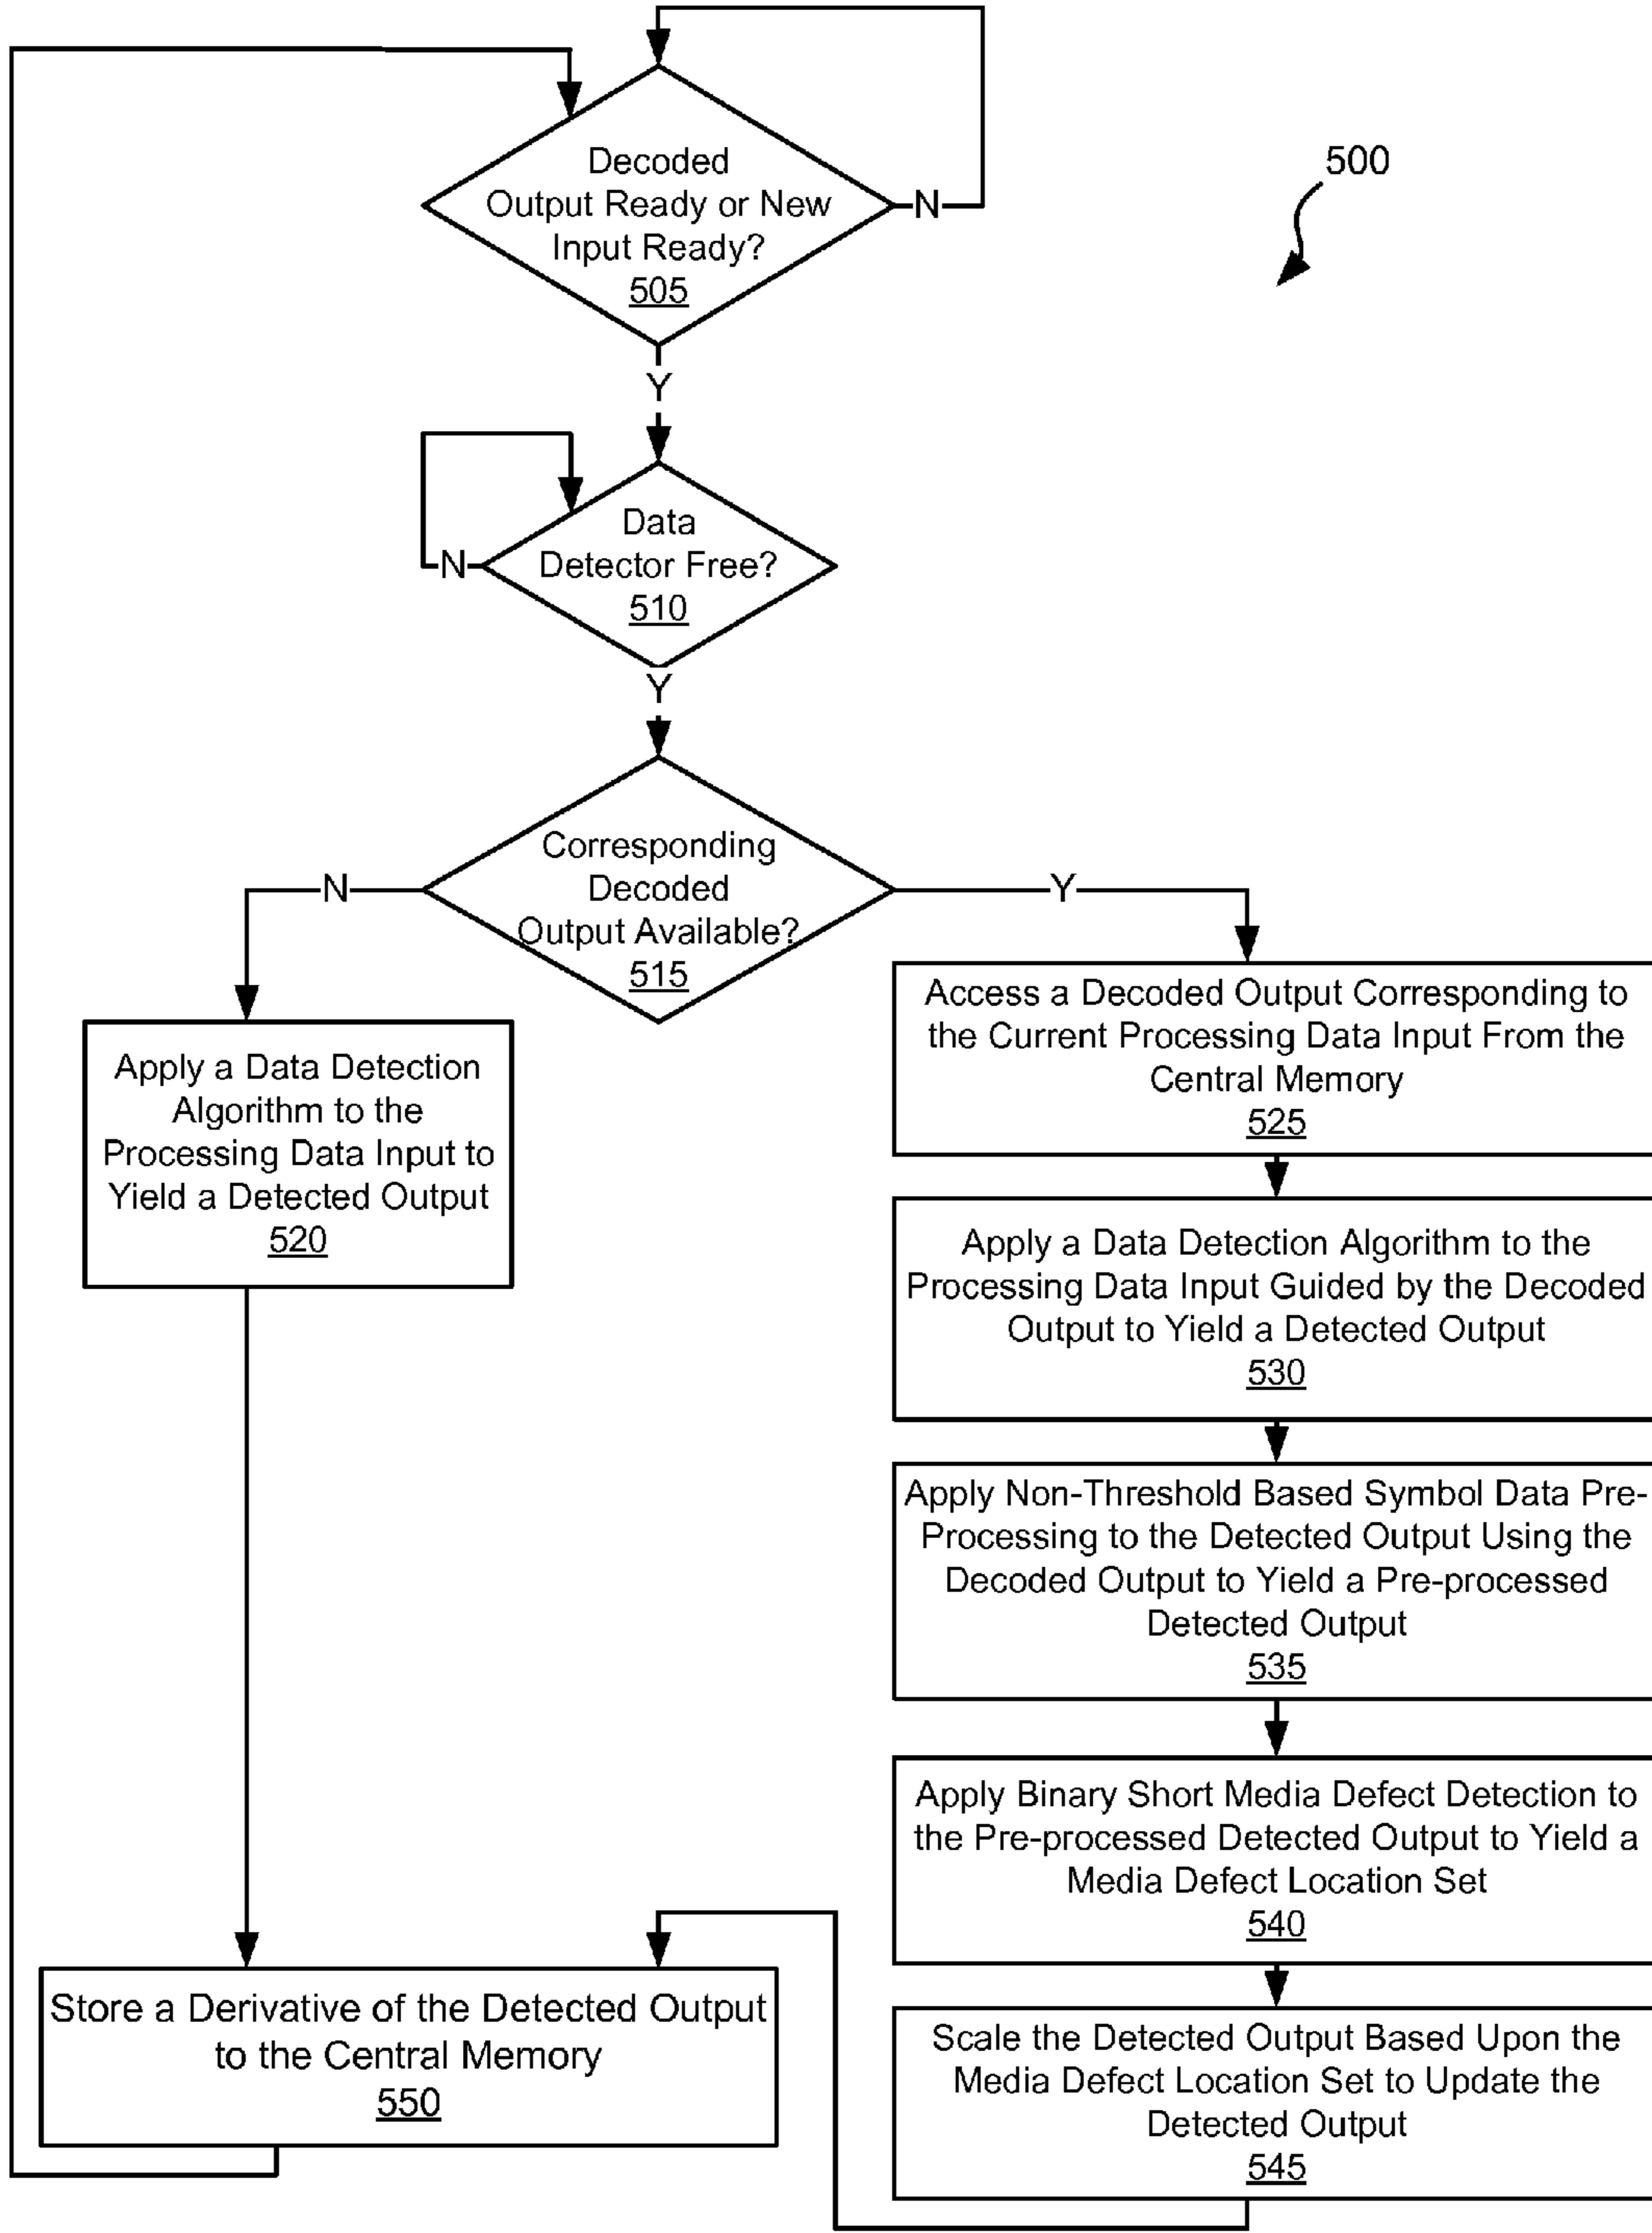 500
Decoded
Output Ready or New
Input Ready?
505
N
Y
Data
Detector Free?
510
N
Y
Corresponding
Decoded
Output Available?
515
N
Y
Apply a Data Detection
Algorithm to the
Processing Data Input to
Yield a Detected Output
520
Access a Decoded Output Corresponding to
the Current Processing Data Input From the
Central Memory
525
Apply a Data Detection Algorithm to the
Processing Data Input Guided by the Decoded
Output to Yield a Detected Output
530
Apply Non-Threshold Based Symbol Data Pre-
Processing to the Detected Output Using the
Decoded Output to Yield a Pre-processed
Detected Output
535
Apply Binary Short Media Defect Detection to
the Pre-processed Detected Output to Yield a
Media Defect Location Set
540
Scale the Detected Output Based Upon the
Media Defect Location Set to Update the
Detected Output
545
Store a Derivative of the Detected Output
to the Central Memory
550